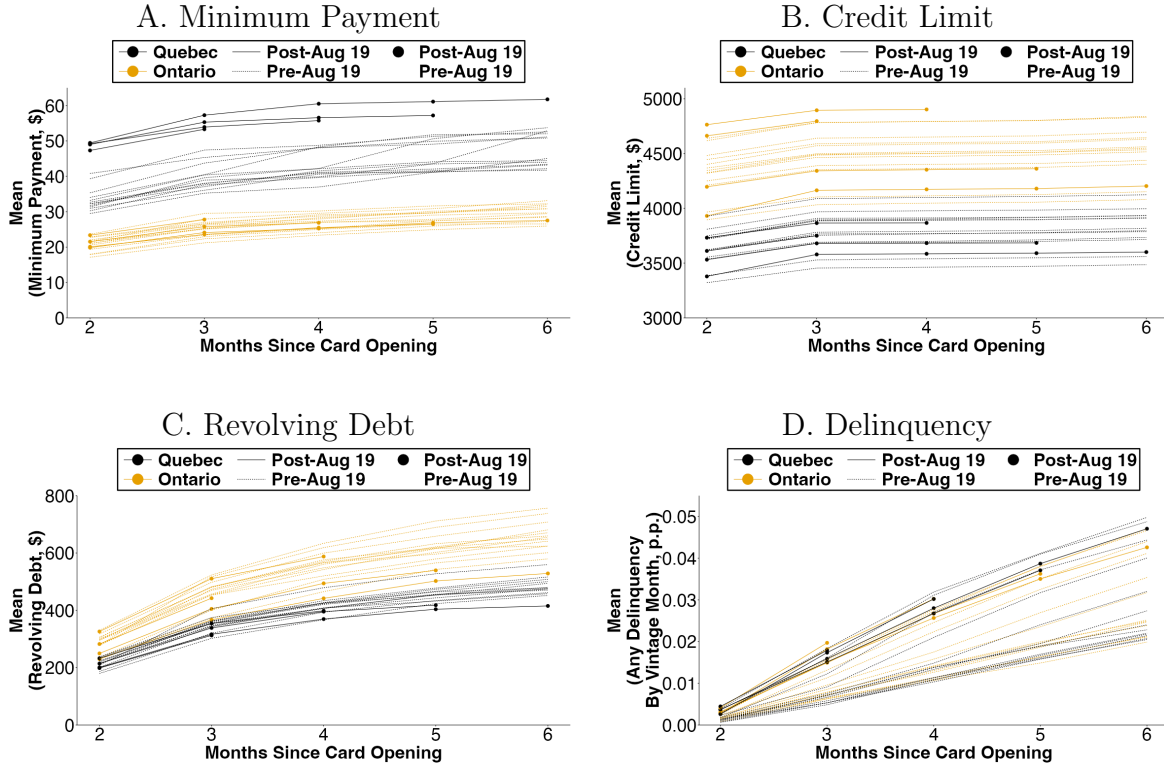 A. Minimum Payment
Quebec Post-Aug 19 Post-Aug 19
Ontario Pre-Aug 19 Pre-Aug 19
Mean
(Minimum Payment, $)
60
50
40
30
20
10
0
2 3 4 5 6
Months Since Card Opening
B. Credit Limit
Quebec Post-Aug 19 Post-Aug 19
Ontario Pre-Aug 19 Pre-Aug 19
Mean
(Credit Limit, $)
5000
4500
4000
3500
3000
2 3 4 5 6
Months Since Card Opening
C. Revolving Debt
Quebec Post-Aug 19 Post-Aug 19
Ontario Pre-Aug 19 Pre-Aug 19
Mean
(Revolving Debt, $)
800
600
400
200
0
2 3 4 5 6
Months Since Card Opening
D. Delinquency
Quebec Post-Aug 19 Post-Aug 19
Ontario Pre-Aug 19 Pre-Aug 19
Mean
(Any Delinquency
By Vintage Month, p.p.)
0.05
0.04
0.03
0.02
0.01
0.00
2 3 4 5 6
Months Since Card Opening